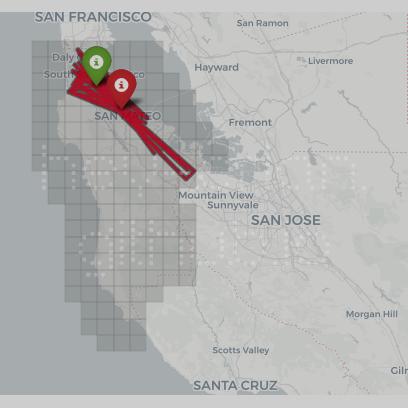 SAN FRANCISCO
San Ramon
Daly
Livermore
Hayward
South
co
SAN MATEO
Fremont
Mountain View
Sunnyvale
SAN JOSE
Morgan Hill
Scotts Valley
Gilr
SANTA CRUZ